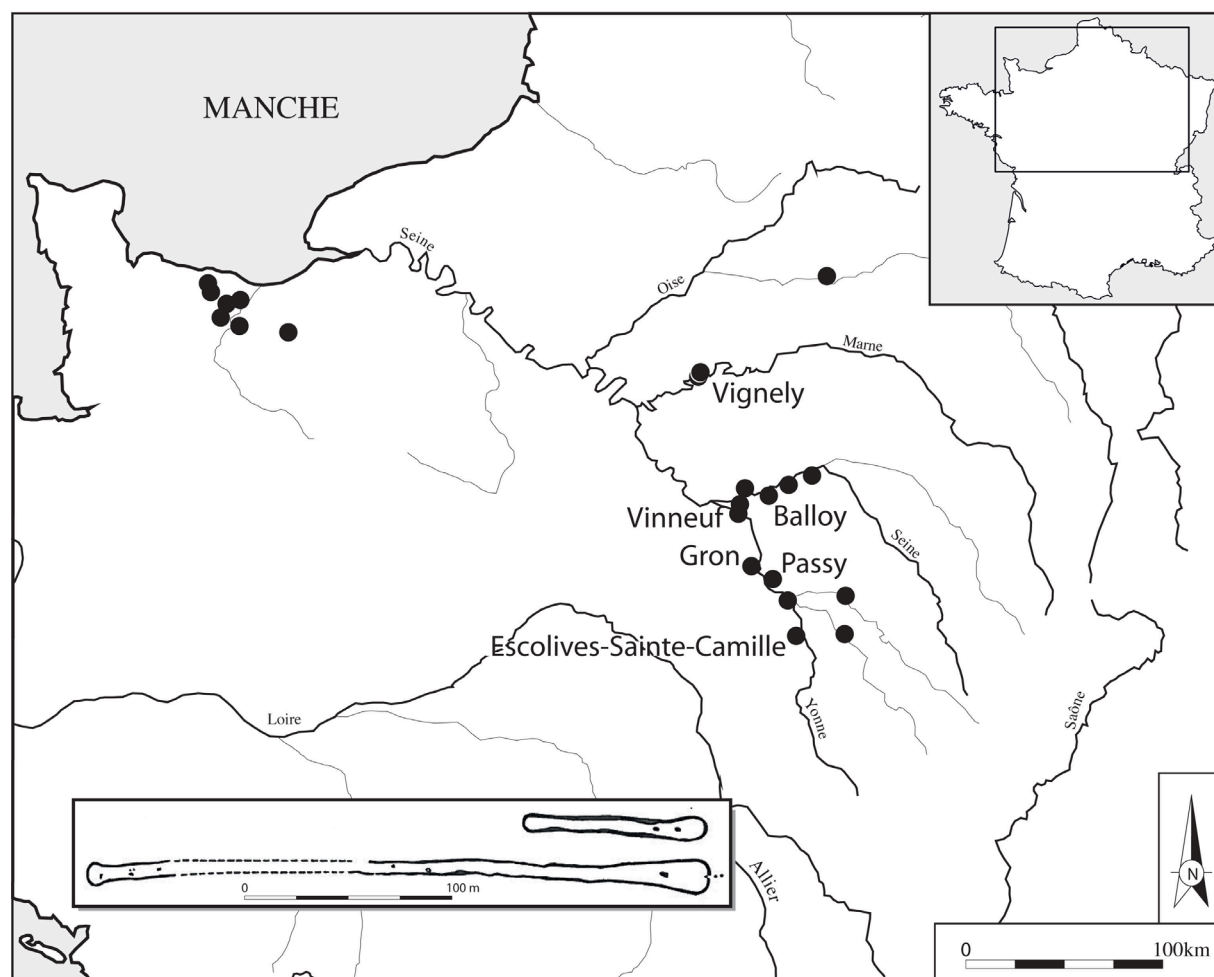 MANCHE
Seine
Oise
Marne
Vignely
Vinneuf
Balloy
Gron
Passy
Seine
Escolives-Sainte-Camille
Yonne
Saône
Loire
Allier
0 100 m
N
0 100km